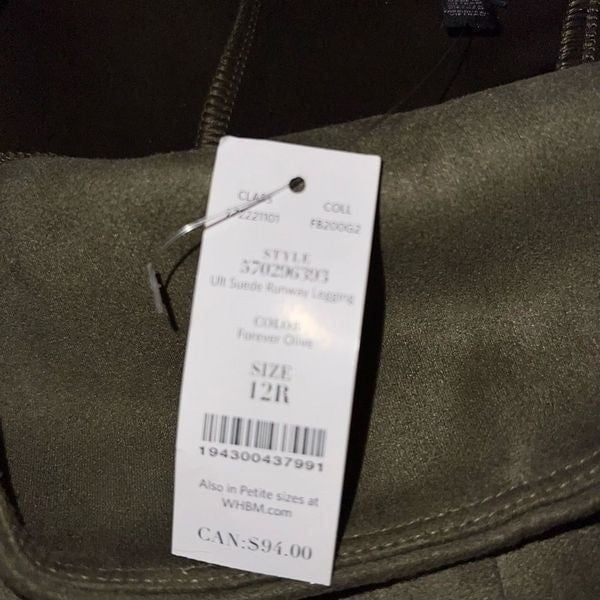 CLASS
COLL
FB200G2
STYLE
570296393
Ult Suede Runway Legging
COLOR
Forever Olive
SIZE
12R
194300437991
Also in Petite sizes at
WHBM.com
CAN:$94.00